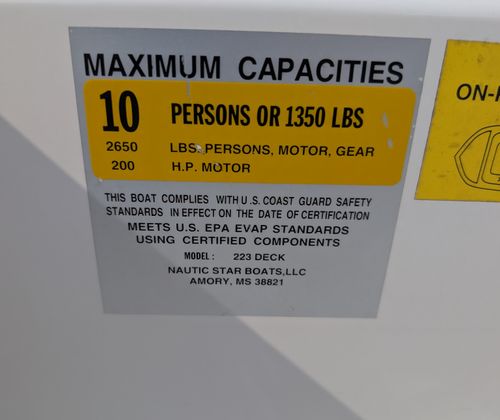 MAXIMUM CAPACITIES
10 PERSONS OR 1350 LBS
2650 LBS. PERSONS, MOTOR, GEAR
200 H.P. MOTOR
THIS BOAT COMPLIES WITH U.S. COAST GUARD SAFETY
STANDARDS IN EFFECT ON THE DATE OF CERTIFICATION
MEETS U.S. EPA EVAP STANDARDS
USING CERTIFIED COMPONENTS
MODEL: 223 DECK
NAUTIC STAR BOATS,LLC
AMORY, MS 38821